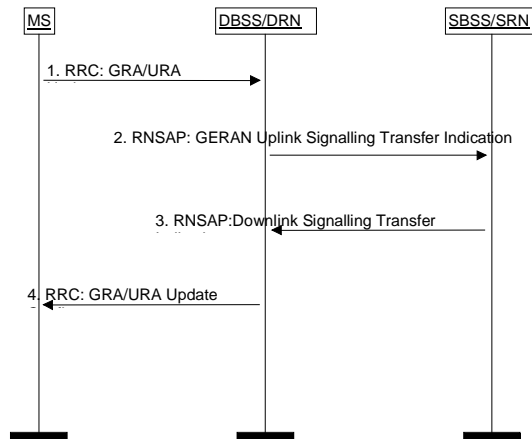 MS
DBSS/DRN
SBSS/SRN
1. RRC: GRA/URA
2. RNSAP: GERAN Uplink Signalling Transfer Indication
3. RNSAP:Downlink Signalling Transfer
4. RRC: GRA/URA Update